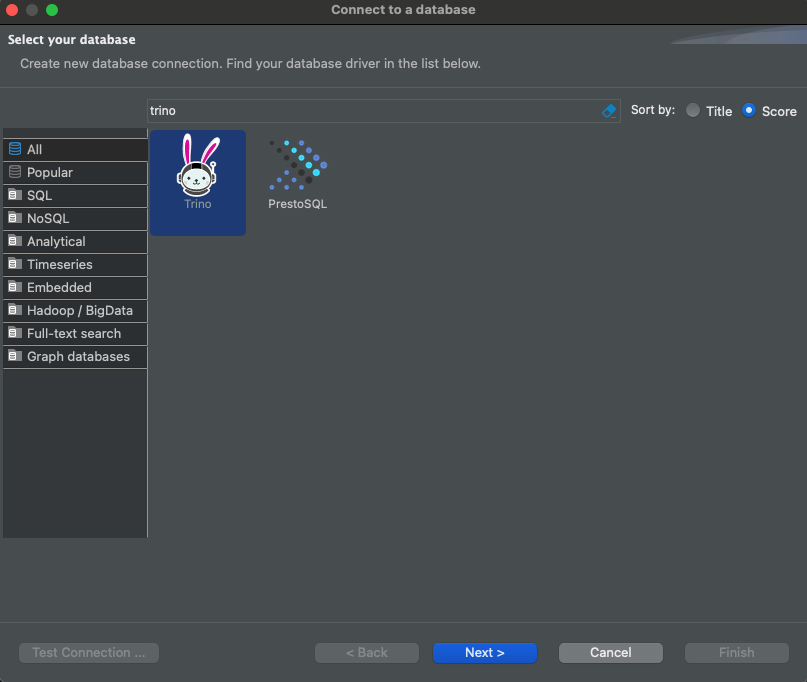 Connect to a database
Select your database
Create new database connection. Find your database driver in the list below.
trino
Sort by:
Title
Score
All
Popular
SQL
NoSQL
Analytical
Timeseries
Embedded
Hadoop / BigData
Full-text search
Graph databases
Trino
PrestoSQL
Test Connection ...
< Back
Next >
Cancel
Finish